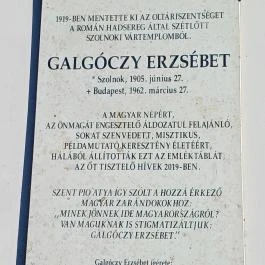 1919-BEN MENTETTE KI AZ OLTÁRISZENTSÉGET
A ROMÁN HADSEREG ÁLTAL SZÉTLŐTT
SZOLNOKI VÁRTEMPLOMBÓL.
GALGÓCZY ERZSÉBET
* Szolnok, 1905. június 27.
+ Budapest, 1962. március 27.
A MAGYAR NÉPÉRT,
AZ ÖNMAGÁT ENGESZTELŐ ÁLDOZATUL FELAJÁNLÓ,
SOKAT SZENVEDETT, MISZTIKUS,
PÉLDAMUTATÓ KERESZTÉNY ÉLETÉÉRT,
HÁLÁBÓL ÁLLÍTOTTÁK EZT AZ EMLÉKTÁBLÁT
AZ ŐT TISZTELŐ HÍVEK 2019-BEN.
SZENT PIO ATYA ÍGY SZÓLT A HOZZÁ ÉRKEZŐ
MAGYAR ZARÁNDOKOKHOZ:
„MINEK JÖNNEK IDE MAGYARORSZÁGRÓL?
VAN MAGUKNAK IS STIGMATIZÁLTJUK:
GALGÓCZY ERZSÉBET."
Galgóczy Erzsébet ígérete: